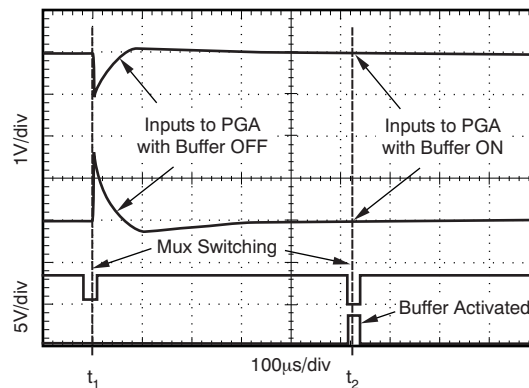 1V/div
Inputs to PGA
with Buffer OFF
Inputs to PGA
with Buffer ON
Mux Switching
5V/div
Buffer Activated
100μs/div
t1
t2